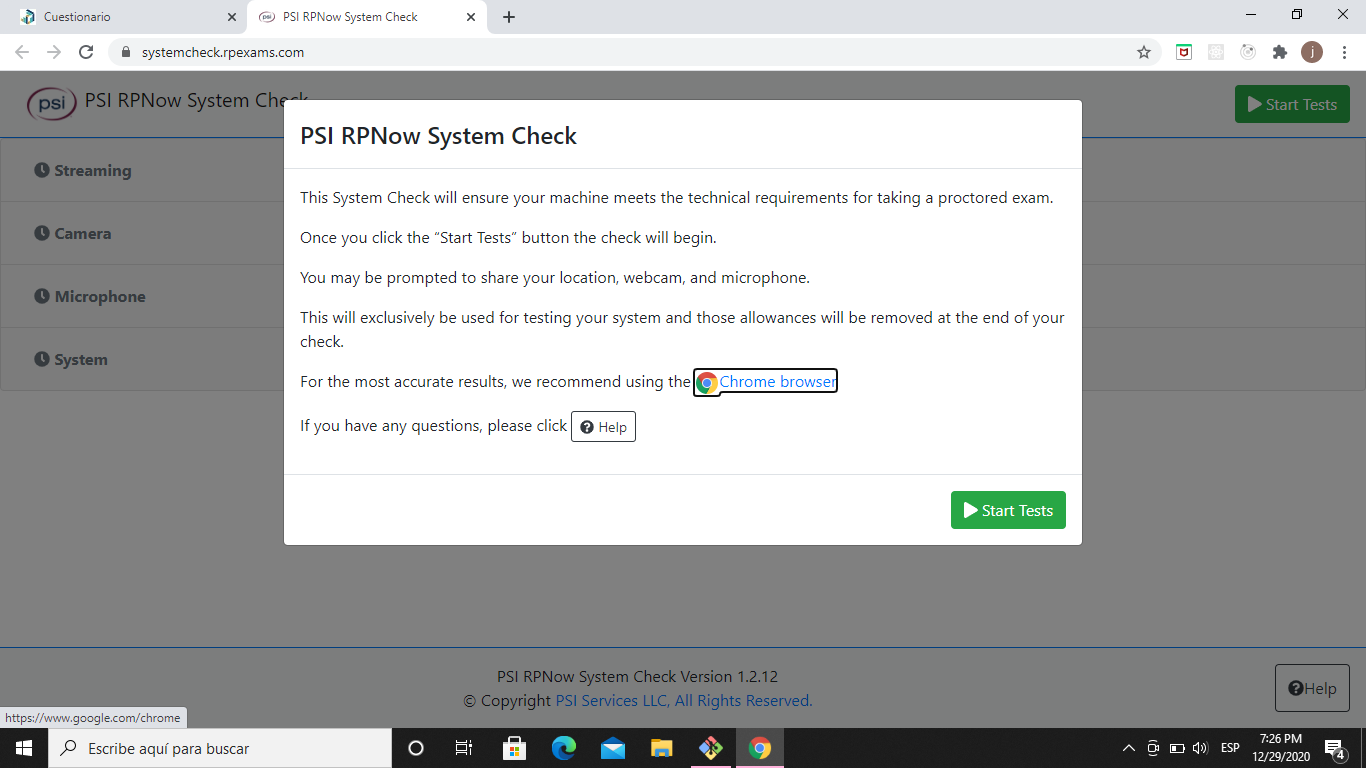 Cuestionario
PSI RPNow System Check
systemcheck.rpexams.com
j
psi PSI RPNow System Check
Start Tests
Streaming
Camera
Microphone
System
PSI RPNow System Check
This System Check will ensure your machine meets the technical requirements for taking a proctored exam.
Once you click the “Start Tests” button the check will begin.
You may be prompted to share your location, webcam, and microphone.
This will exclusively be used for testing your system and those allowances will be removed at the end of your
check.
For the most accurate results, we recommend using the Chrome browser
If you have any questions, please click Help
Start Tests
PSI RPNow System Check Version 1.2.12
© Copyright PSI Services LLC, All Rights Reserved.
Help
https://www.google.com/chrome
Escribe aquí para buscar
ESP
7:26 PM
12/29/2020
4